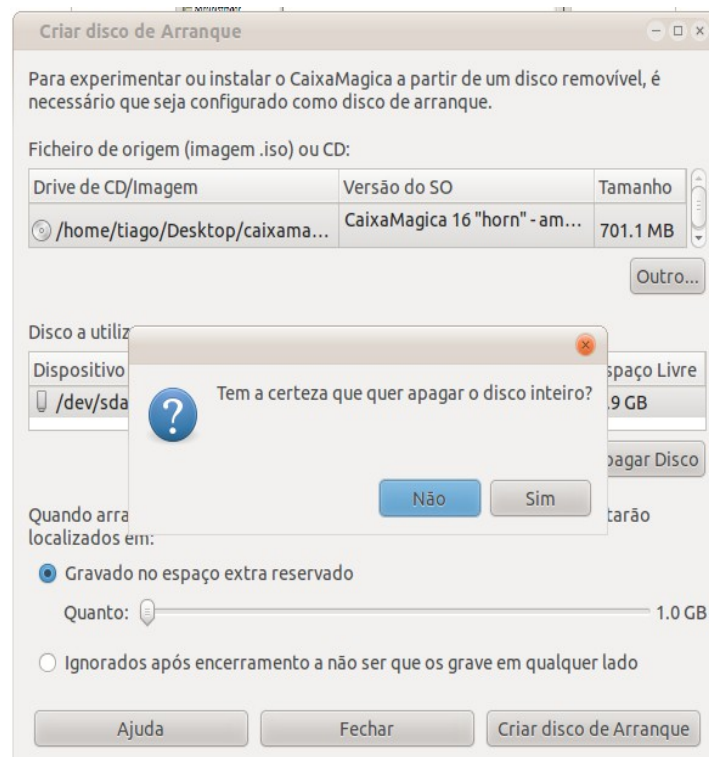 Criar disco de Arranque
Para experimentar ou instalar o CaixaMagica a partir de um disco removível, é
necessário que seja configurado como disco de arranque.
Ficheiro de origem (imagem .iso) ou CD:
Drive de CD/Imagem Versão do SO Tamanho
/home/tiago/Desktop/caixama... CaixaMagica 16 "horn" - am... 701.1 MB
Outro...
Disco a utiliz
Dispositivo spaço Livre
/dev/sda .9 GB
Tem a certeza que quer apagar o disco inteiro?
pagar Disco
Não Sim
Quando arra tarão
localizados em:
Gravado no espaço extra reservado
Quanto: 1.0 GB
Ignorados após encerramento a não ser que os grave em qualquer lado
Ajuda Fechar Criar disco de Arranque